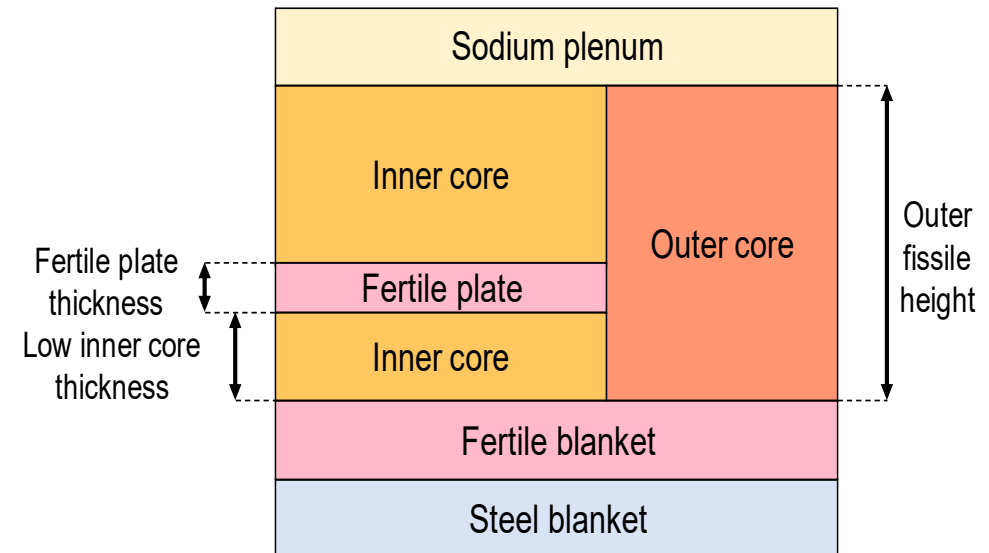 Sodium plenum
Inner core
Outer core
Outer
fissile
height
Fertile plate
thickness
Fertile plate
Low inner core
thickness
Inner core
Fertile blanket
Steel blanket